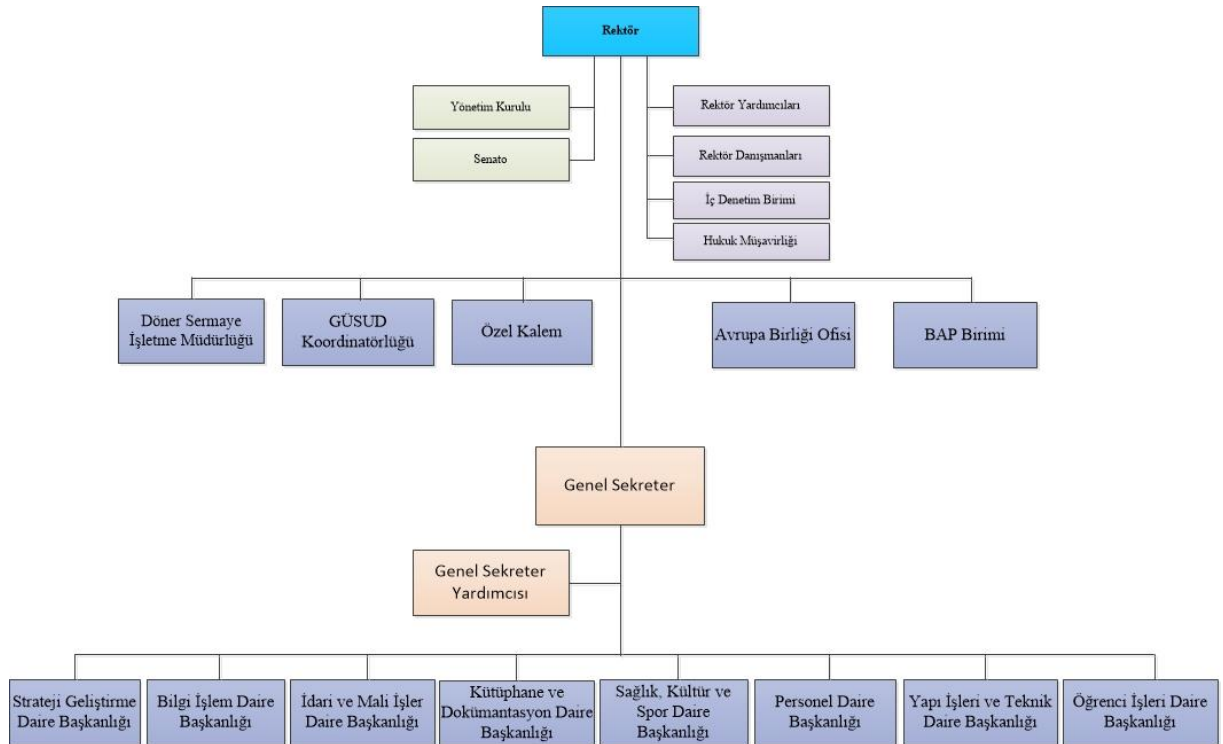 Rektör
Yönetim Kurulu
Senato
Rektör Yardımcıları
Rektör Danışmanları
İç Denetim Birimi
Hukuk Müşavirliği
Döner Sermaye
İşletme Müdürlüğü
GÜSUD
Koordinatörlüğü
Özel Kalem
Avrupa Birliği Ofisi
BAP Birimi
Genel Sekreter
Genel Sekreter
Yardımcısı
Strateji Geliştirme
Daire Başkanlığı
Bilgi İşlem Daire
Başkanlığı
İdari ve Mali İşler
Daire Başkanlığı
Kütüphane ve
Dokümantasyon Daire
Başkanlığı
Sağlık, Kültür ve
Spor Daire
Başkanlığı
Personel Daire
Başkanlığı
Yapı İşleri ve Teknik
Daire Başkanlığı
Öğrenci İşleri Daire
Başkanlığı